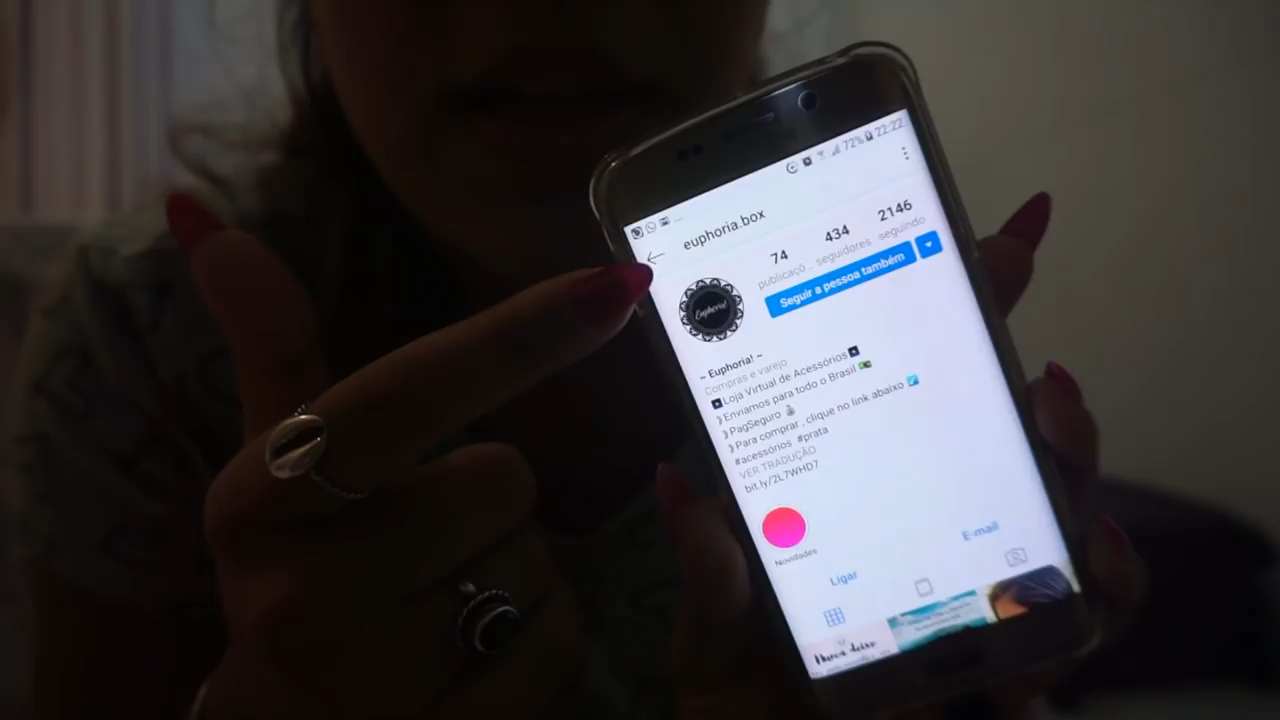 72% 22:22
euphoria.box
74 434 2146
publicaçõ... seguidores seguindo
Seguir a pessoa também
Euphoria!
~ Euphoria! ~
Compras e varejo
Loja Virtual de Acessórios
》Enviamos para todo o Brasil 🇧🇷
》PagSeguro
》Para comprar , clique no link abaixo ↙️
#acessórios #prata
VER TRADUÇÃO
bit.ly/2L7WHD7
Novidades
Ligar E-mail